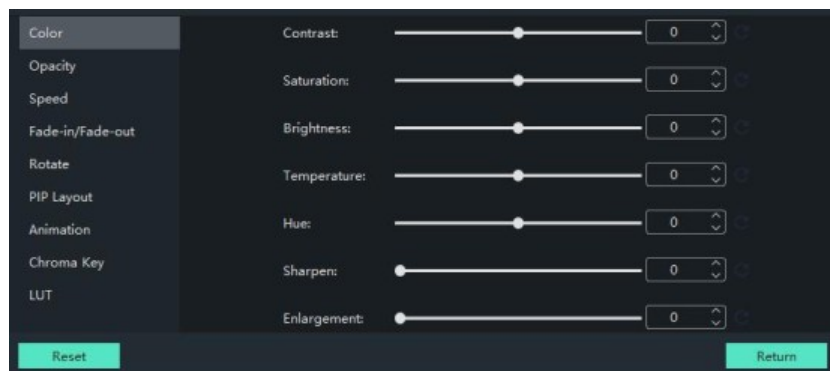 Color
Opacity
Speed
Fade-in/Fade-out
Rotate
PIP Layout
Animation
Chroma Key
LUT
Contrast: 0
Saturation: 0
Brightness: 0
Temperature: 0
Hue: 0
Sharpen: 0
Enlargement: 0
Reset
Return